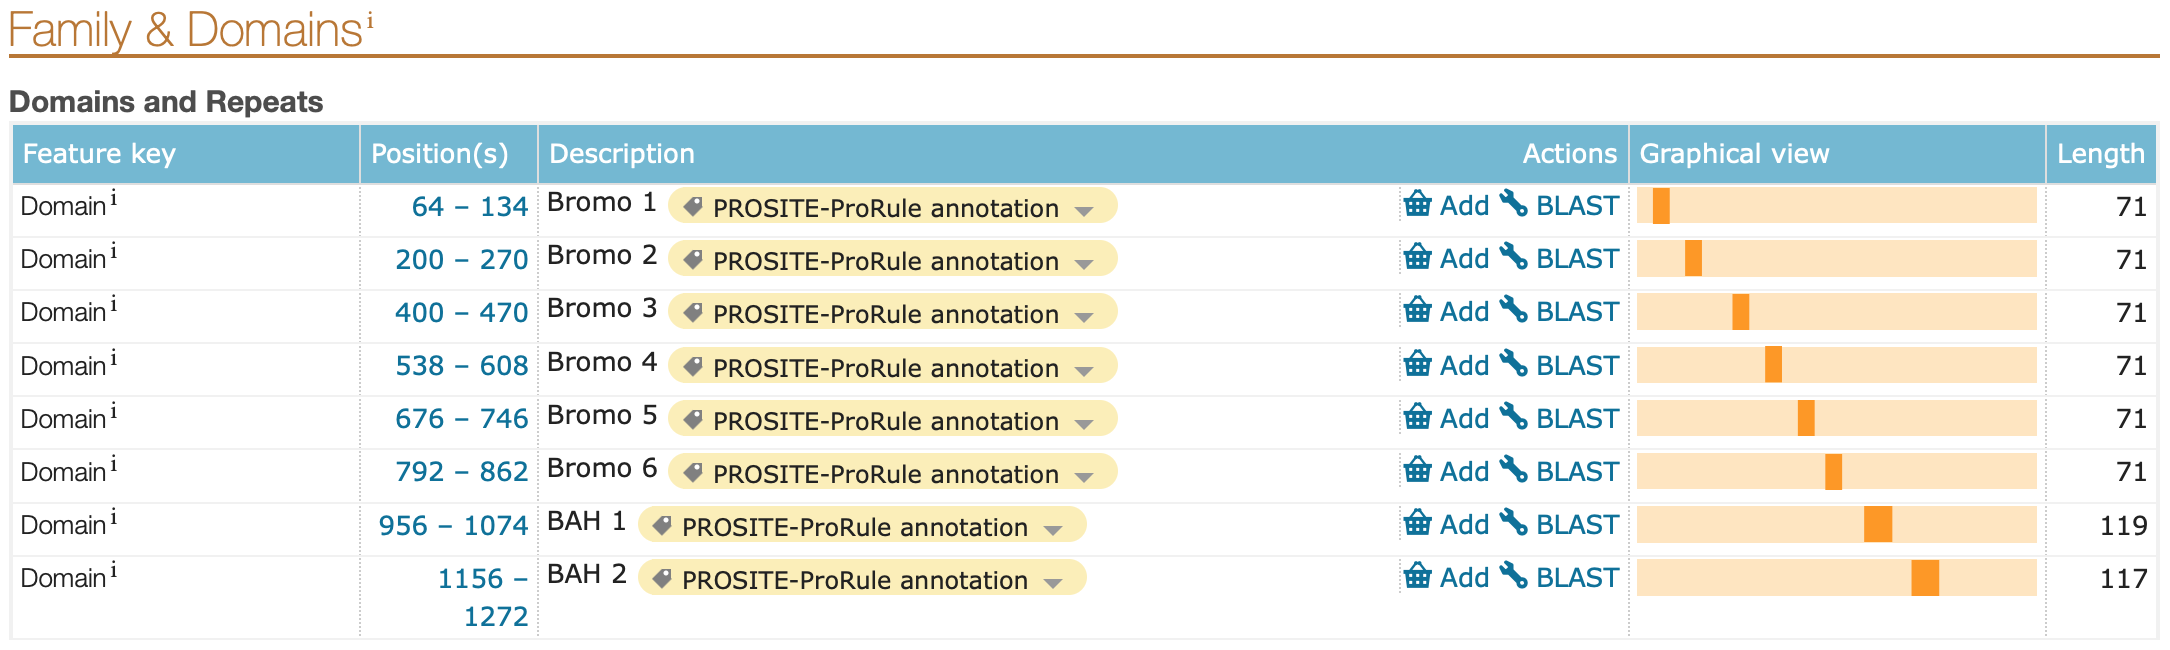 Family & Domains i
Domains and Repeats
Feature key Position(s) Description Actions Graphical view Length
Domain i 64 – 134 Bromo 1 PROSITE-ProRule annotation Add BLAST 71
Domain i 200 – 270 Bromo 2 PROSITE-ProRule annotation Add BLAST 71
Domain i 400 – 470 Bromo 3 PROSITE-ProRule annotation Add BLAST 71
Domain i 538 – 608 Bromo 4 PROSITE-ProRule annotation Add BLAST 71
Domain i 676 – 746 Bromo 5 PROSITE-ProRule annotation Add BLAST 71
Domain i 792 – 862 Bromo 6 PROSITE-ProRule annotation Add BLAST 71
Domain i 956 – 1074 BAH 1 PROSITE-ProRule annotation Add BLAST 119
Domain i 1156 – BAH 2 PROSITE-ProRule annotation Add BLAST 117
1272